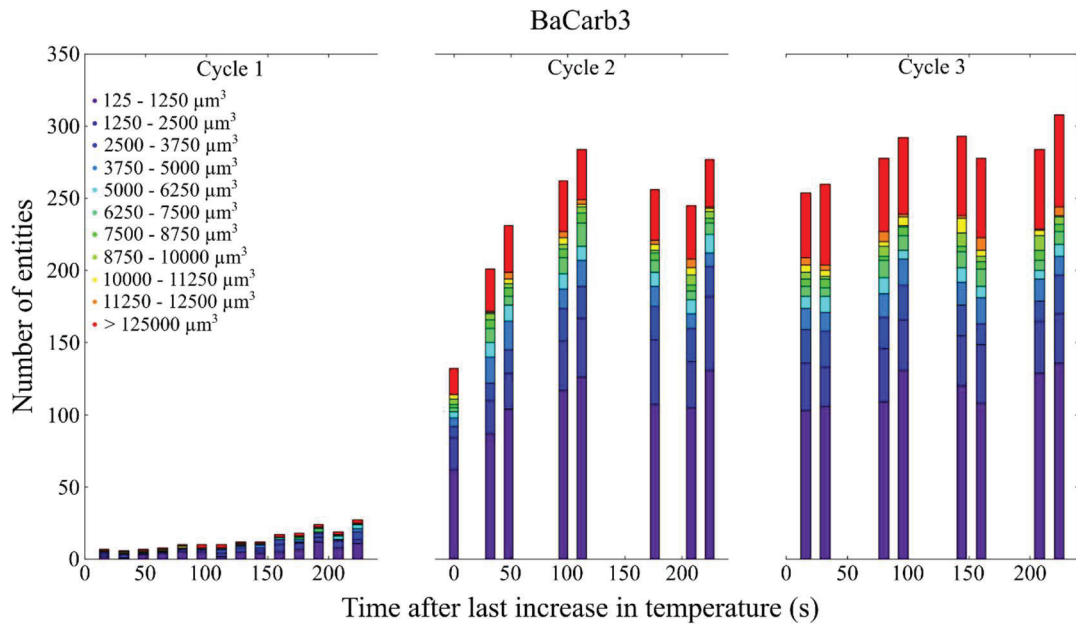 BaCarb3
Cycle 1
Cycle 2
Cycle 3
Number of entities
350
300
250
200
150
100
50
0
125 - 1250 µm³
1250 - 2500 µm³
2500 - 3750 µm³
3750 - 5000 µm³
5000 - 6250 µm³
6250 - 7500 µm³
7500 - 8750 µm³
8750 - 10000 µm³
10000 - 11250 µm³
11250 - 12500 µm³
> 125000 µm³
0 50 100 150 200
0 50 100 150 200
0 50 100 150 200
Time after last increase in temperature (s)